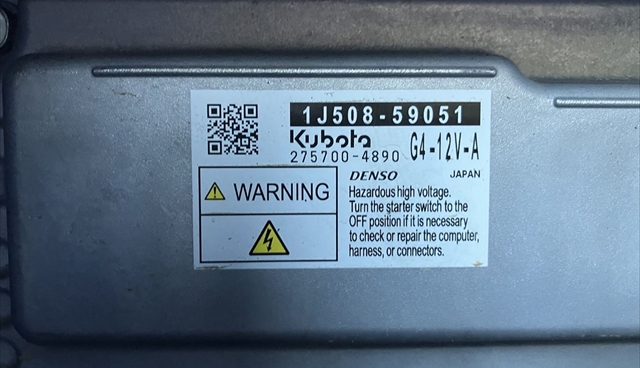 1J508-59051
Kubota
G4-12V-A
275700-4890
DENSO
JAPAN
WARNING
Hazardous high voltage.
Turn the starter switch to the
OFF position if it is necessary
to check or repair the computer,
harness, or connectors.